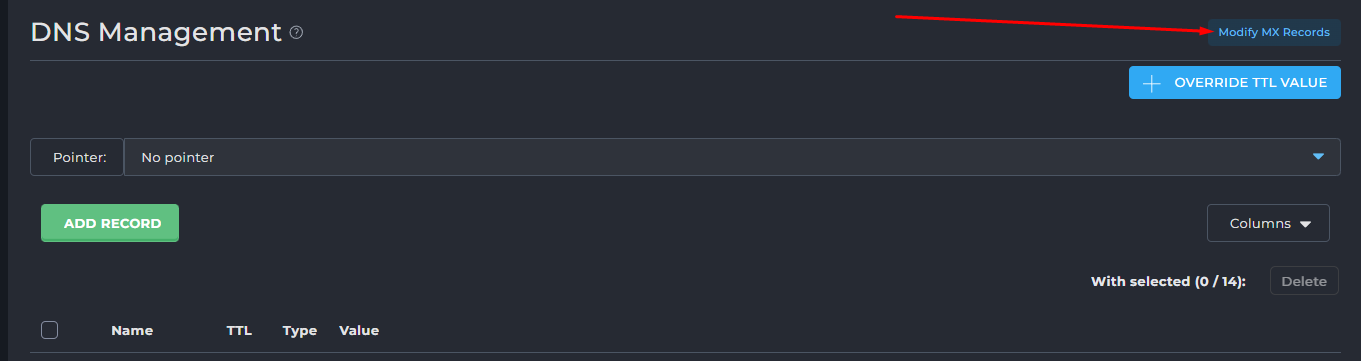 DNS Management ?
Modify MX Records
+ OVERRIDE TTL VALUE
Pointer: No pointer
ADD RECORD
Columns
With selected (0 / 14): Delete
Name TTL Type Value